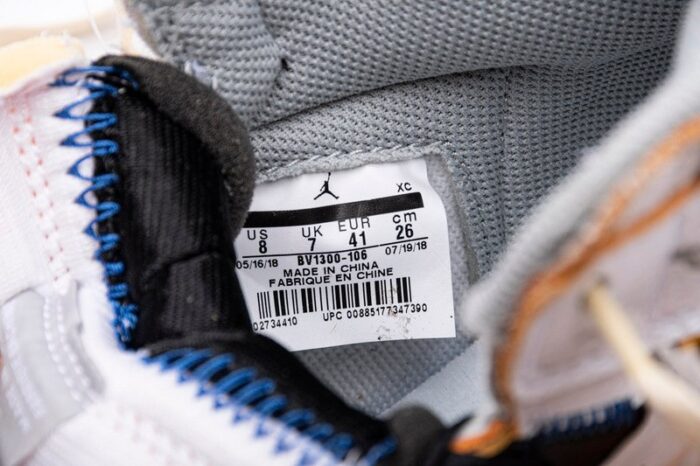 XC
US UK EUR cm
8 7 41 26
05/16/18 BV1300-106 07/19/18
MADE IN CHINA
FABRIQUE EN CHINE
02734410 UPC 00885177347390